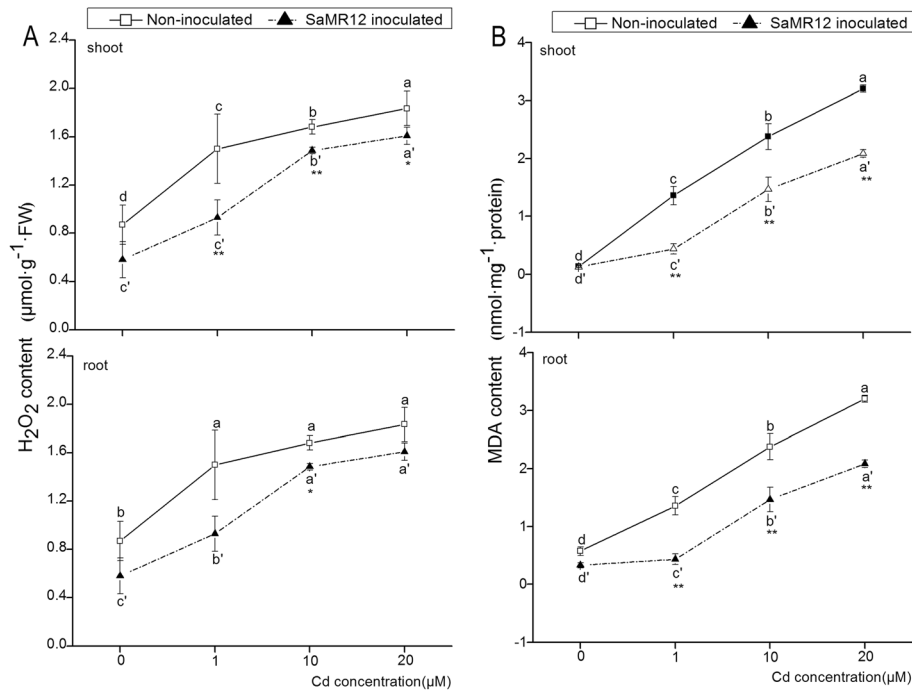 A
Non-inoculated SaMR12 inoculated
shoot
2.4
2.0
1.6
1.2
0.8
0.4
0.0
d
c
b
a
c'
c'
**
b'
**
a'
*
root
2.4
2.0
1.6
1.2
0.8
0.4
b
a
a
a
c'
b'
a'
*
a'
0 1 10 20
Cd concentration(µM)
H₂O₂ content (µmol·g⁻¹·FW)
B
Non-inoculated SaMR12 inoculated
shoot
4
3
2
1
0
-1
d
c
b
a
d'
c'
**
b'
**
a'
**
root
4
3
2
1
0
-1
d
c
b
a
d'
c'
**
b'
**
a'
**
0 1 10 20
Cd concentration(µM)
MDA content (nmol·mg⁻¹·protein)